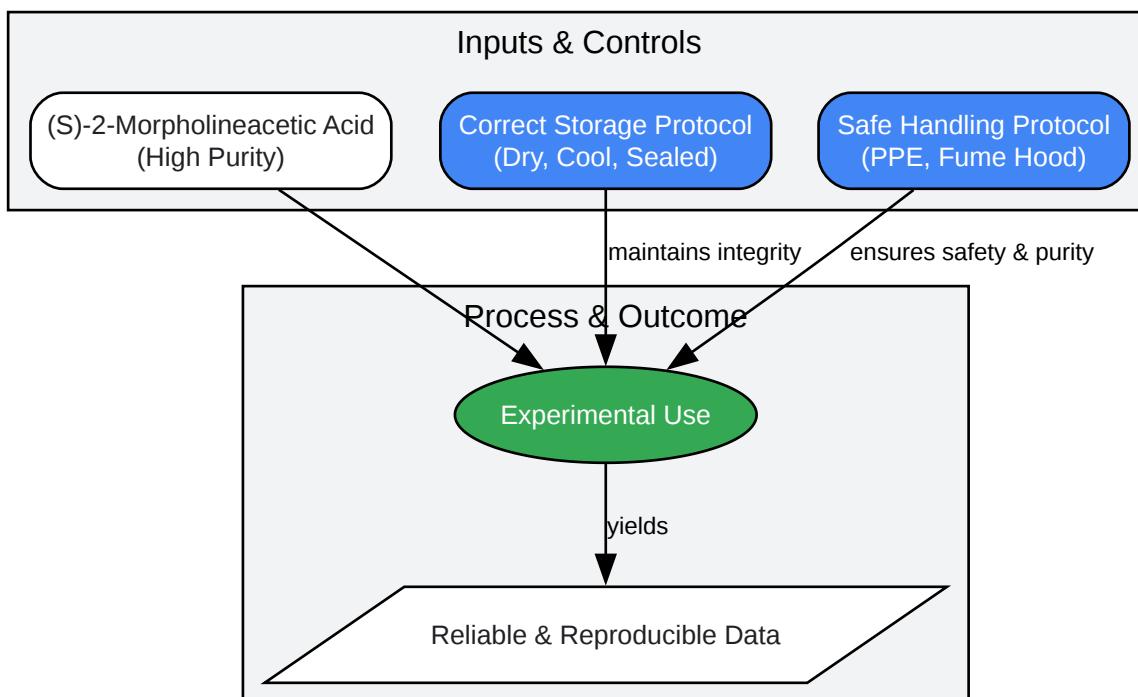 Inputs & Controls
(S)-2-Morpholineacetic Acid
(High Purity)
Correct Storage Protocol
(Dry, Cool, Sealed)
Safe Handling Protocol
(PPE, Fume Hood)
maintains integrity
ensures safety & purity
Process & Outcome
Experimental Use
yields
Reliable & Reproducible Data